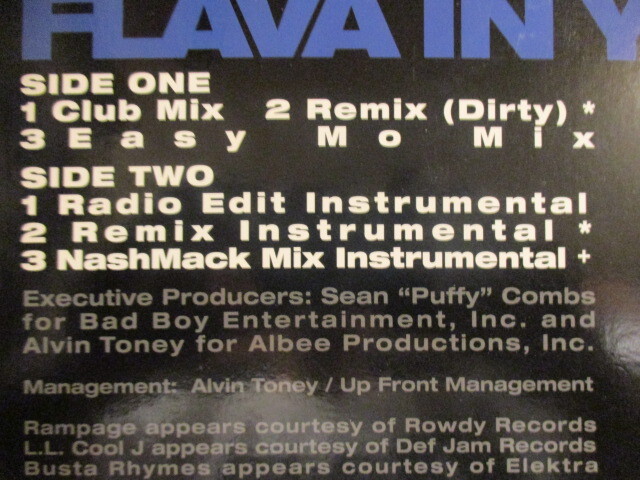 FLAVA IN Y
SIDE ONE
1 Club Mix 2 Remix (Dirty) *
3 Easy Mo Mix
SIDE TWO
1 Radio Edit Instrumental
2 Remix Instrumental *
3 NashMack Mix Instrumental +
Executive Producers: Sean “Puffy” Combs
for Bad Boy Entertainment, Inc. and
Alvin Toney for Albee Productions, Inc.
Management: Alvin Toney / Up Front Management
Rampage appears courtesy of Rowdy Records
L.L. Cool J appears courtesy of Def Jam Records
Busta Rhymes appears courtesy of Elektra